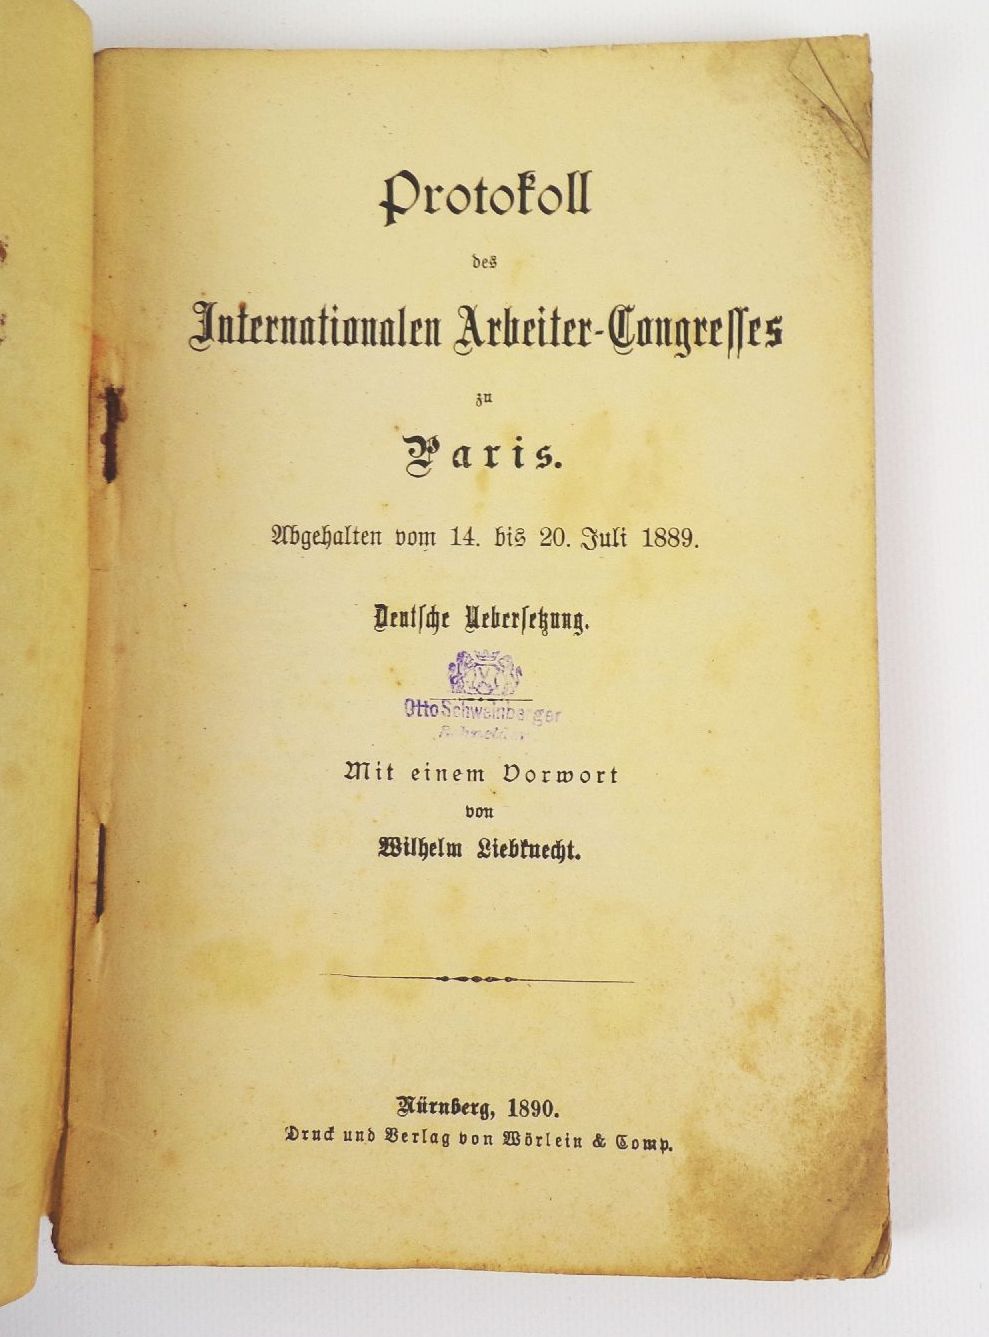 Protokoll
des
Internationalen Arbeiter-Congresses
zu
Paris.
Abgehalten vom 14. bis 20. Juli 1889.
Deutsche Uebersetzung.
Otto Schweinberger
Mit einem Vorwort
von
Wilhelm Liebknecht.
Nürnberg, 1890.
Druck und Verlag von Wörlein & Comp.